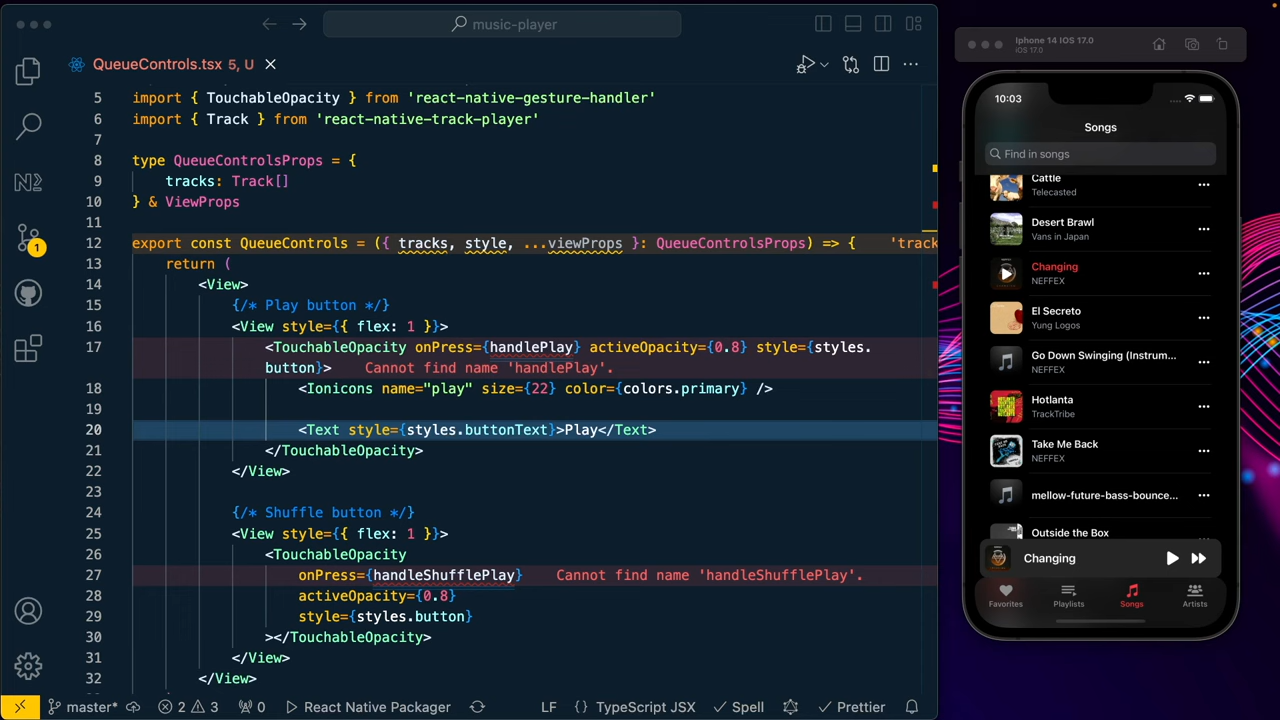 music-player
QueueControls.tsx 5, U
5 import { TouchableOpacity } from 'react-native-gesture-handler'
6 import { Track } from 'react-native-track-player'
7
8 type QueueControlsProps = {
9 tracks: Track[]
10 } & ViewProps
11
12 export const QueueControls = ({ tracks, style, ...viewProps }: QueueControlsProps) => { 'track
13 return (
14 <View>
15 {/* Play button */}
16 <View style={{ flex: 1 }}>
17 <TouchableOpacity onPress={handlePlay} activeOpacity={0.8} style={styles.
button}> Cannot find name 'handlePlay'.
18 <Ionicons name="play" size={22} color={colors.primary} />
19
20 <Text style={styles.buttonText}>Play</Text>
21 </TouchableOpacity>
22 </View>
23
24 {/* Shuffle button */}
25 <View style={{ flex: 1 }}>
26 <TouchableOpacity
27 onPress={handleShufflePlay} Cannot find name 'handleShufflePlay'.
28 activeOpacity={0.8}
29 style={styles.button}
30 ></TouchableOpacity>
31 </View>
32 </View>
1
master* 2 3 0 React Native Packager LF {} TypeScript JSX Spell Prettier
Iphone 14 IOS 17.0
iOS 17.0
10:03
Songs
Find in songs
Cattle
Telecasted
Desert Brawl
Vans in Japan
Changing
NEFFEX
El Secreto
Yung Logos
Go Down Swinging (Instrum...
NEFFEX
Hotlanta
TrackTribe
Take Me Back
NEFFEX
mellow-future-bass-bounce...
Outside the Box
Changing
Favorites Playlists Songs Artists